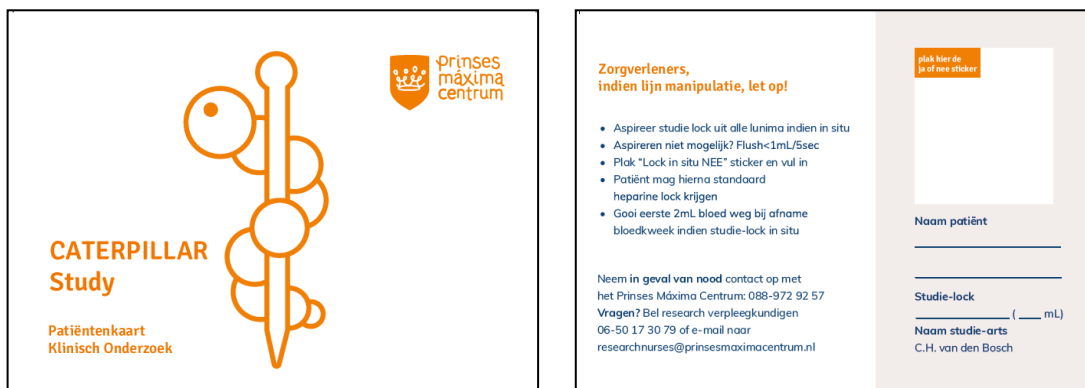 prinses
máxima
centrum
CATERPILLAR
Study
Patiëntenkaart
Klinisch Onderzoek
Zorgverleners,
indien lijn manipulatie, let op!
• Aspireer studie lock uit alle lunima indien in situ
• Aspireren niet mogelijk? Flush<1mL/5sec
• Plak “Lock in situ NEE” sticker en vul in
• Patiënt mag hierna standaard
heparine lock krijgen
• Gooi eerste 2mL bloed weg bij afname
bloedkweek indien studie-lock in situ
Neem in geval van nood contact op met
het Prinses Máxima Centrum: 088-972 92 57
Vragen? Bel research verpleegkundigen
06-50 17 30 79 of e-mail naar
researchnurses@prinsesmaximacentrum.nl
plak hier de
ja of nee sticker
Naam patiënt
Studie-lock
( ___ mL)
Naam studie-arts
C.H. van den Bosch